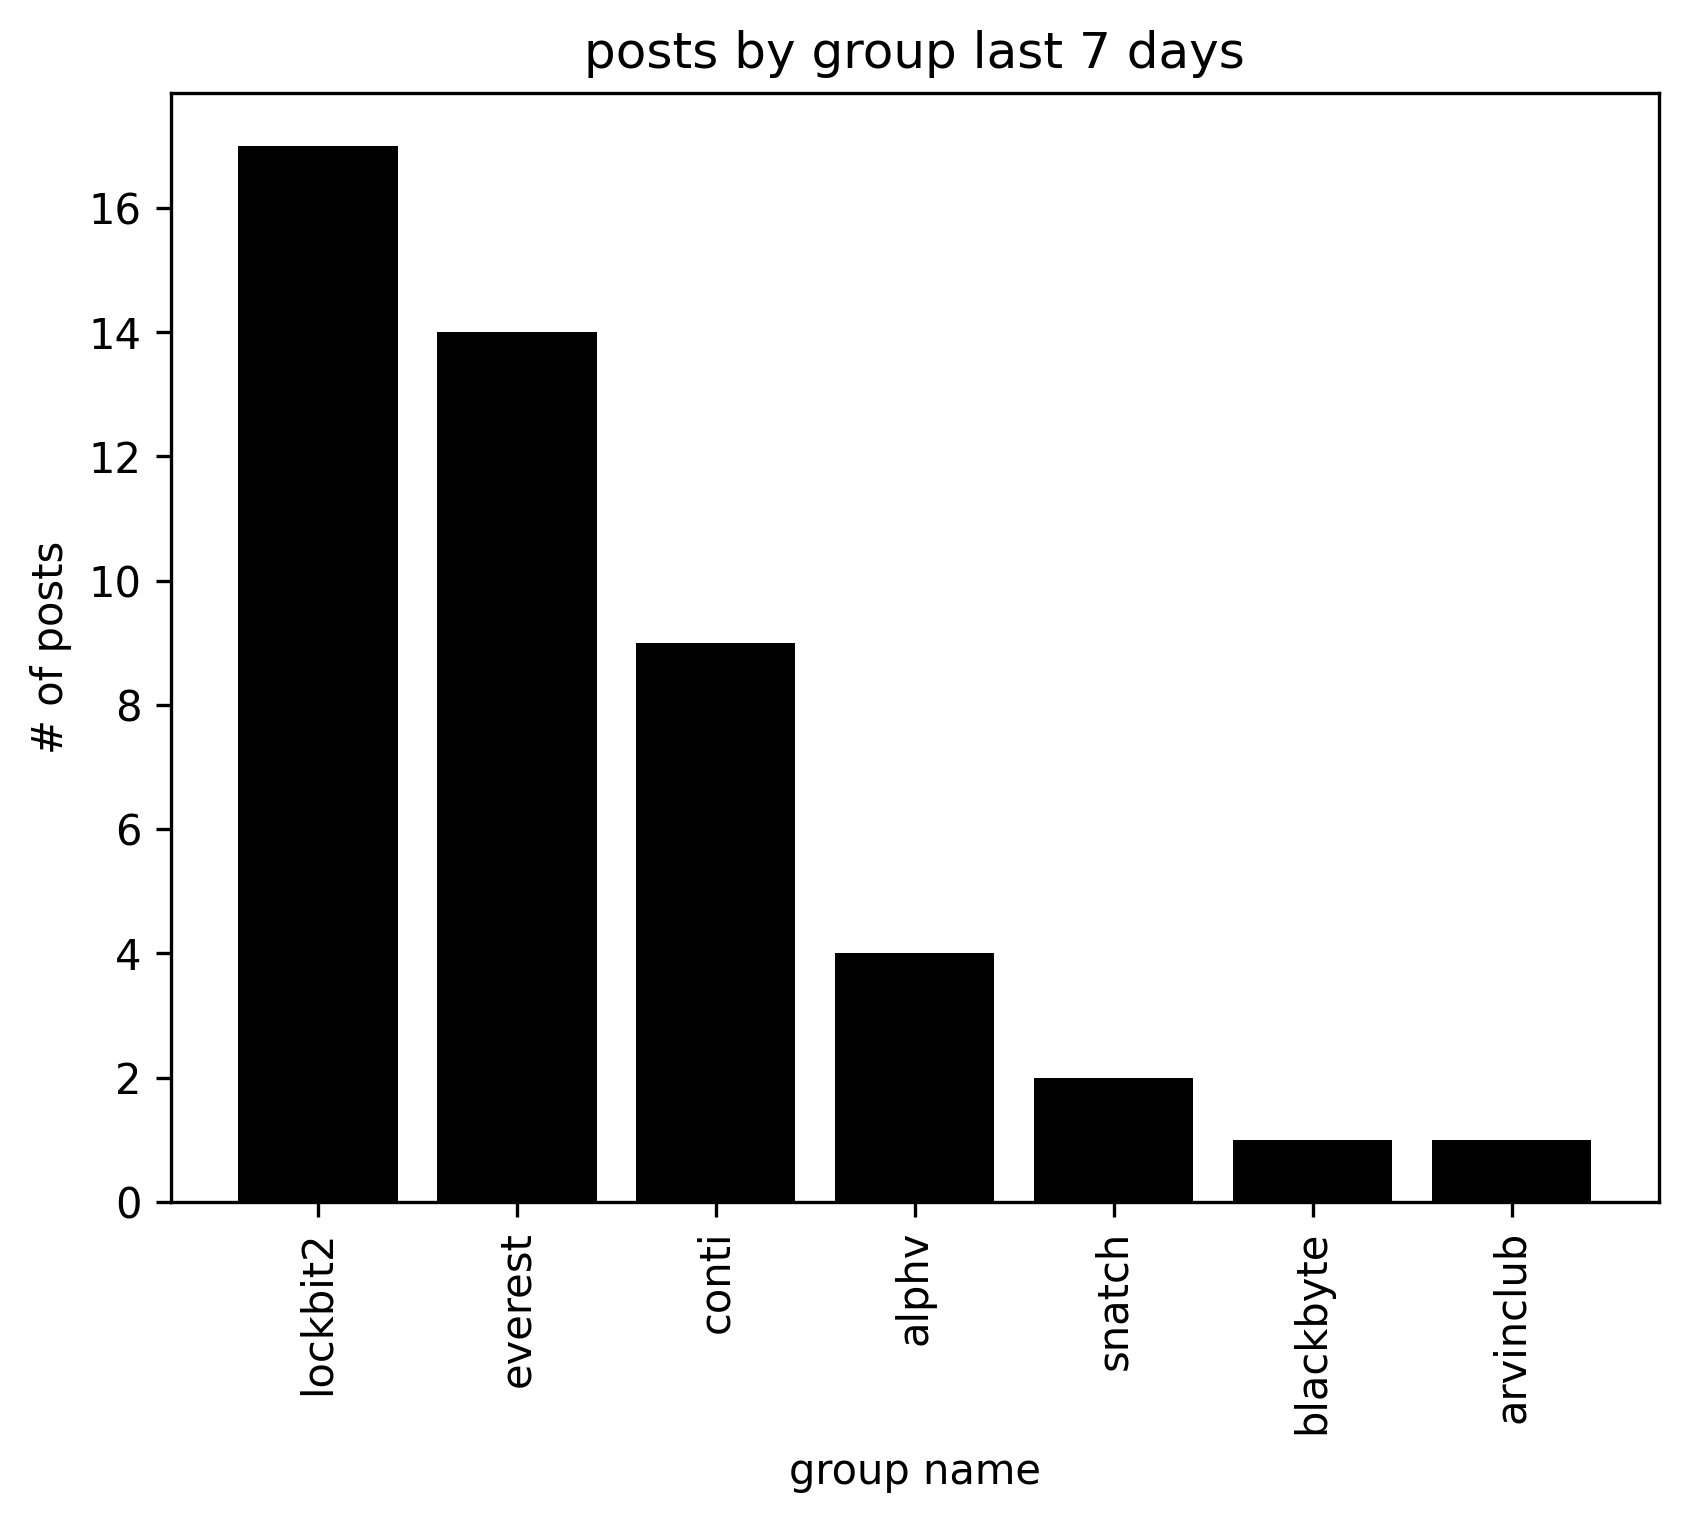 posts by group last 7 days
# of posts
16
14
12
10
8
6
4
2
0
lockbit2
everest
conti
alphv
snatch
blackbyte
arvinclub
group name